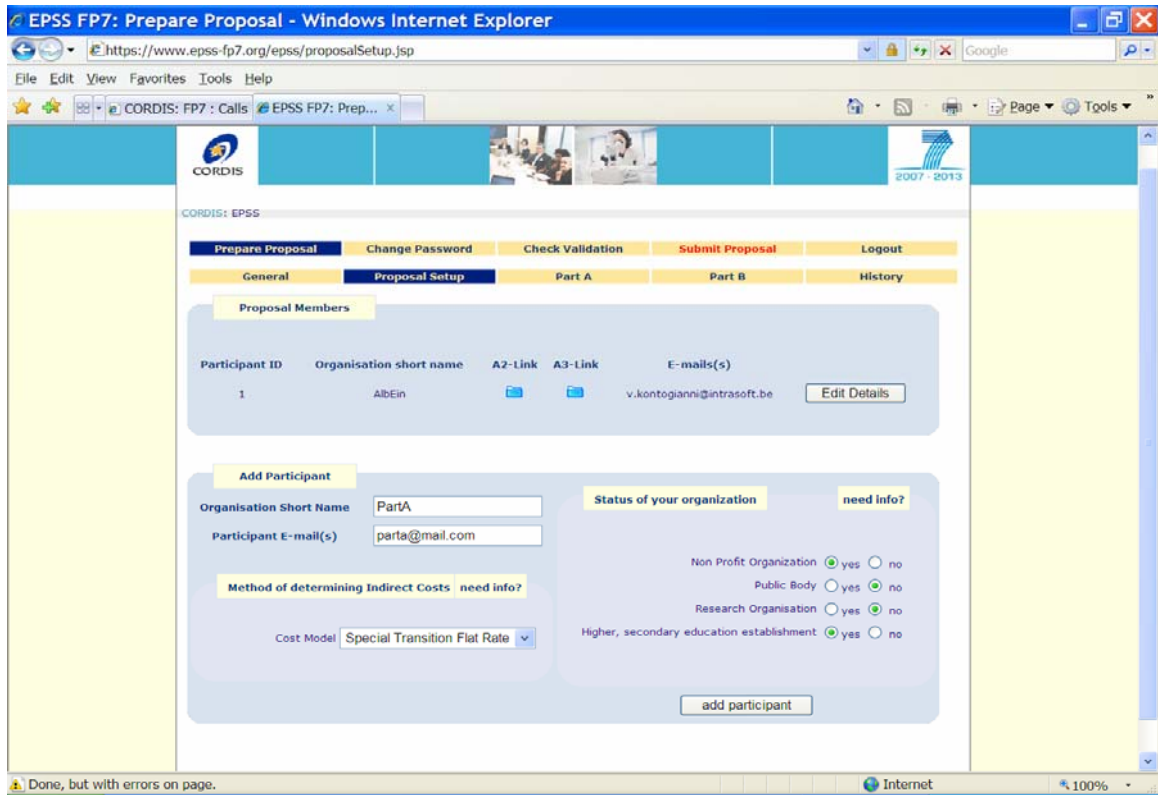 EPSS FP7: Prepare Proposal - Windows Internet Explorer
https://www.epss-fp7.org/epss/proposalSetup.jsp
Google
File Edit View Favorites Tools Help
CORDIS: FP7 : Calls
EPSS FP7: Prep...
Page
Tools
CORDIS
2007 - 2013
CORDIS: EPSS
Prepare Proposal Change Password Check Validation Submit Proposal Logout
General Proposal Setup Part A Part B History
Proposal Members
Participant ID Organisation short name A2-Link A3-Link E-mails(s)
1 AlbEin v.kontogianni@intrasoft.be Edit Details
Add Participant
Organisation Short Name PartA
Participant E-mail(s) parta@mail.com
Method of determining Indirect Costs need info?
Cost Model Special Transition Flat Rate
Status of your organization need info?
Non Profit Organization yes no
Public Body yes no
Research Organisation yes no
Higher, secondary education establishment yes no
add participant
Done, but with errors on page. Internet 100%